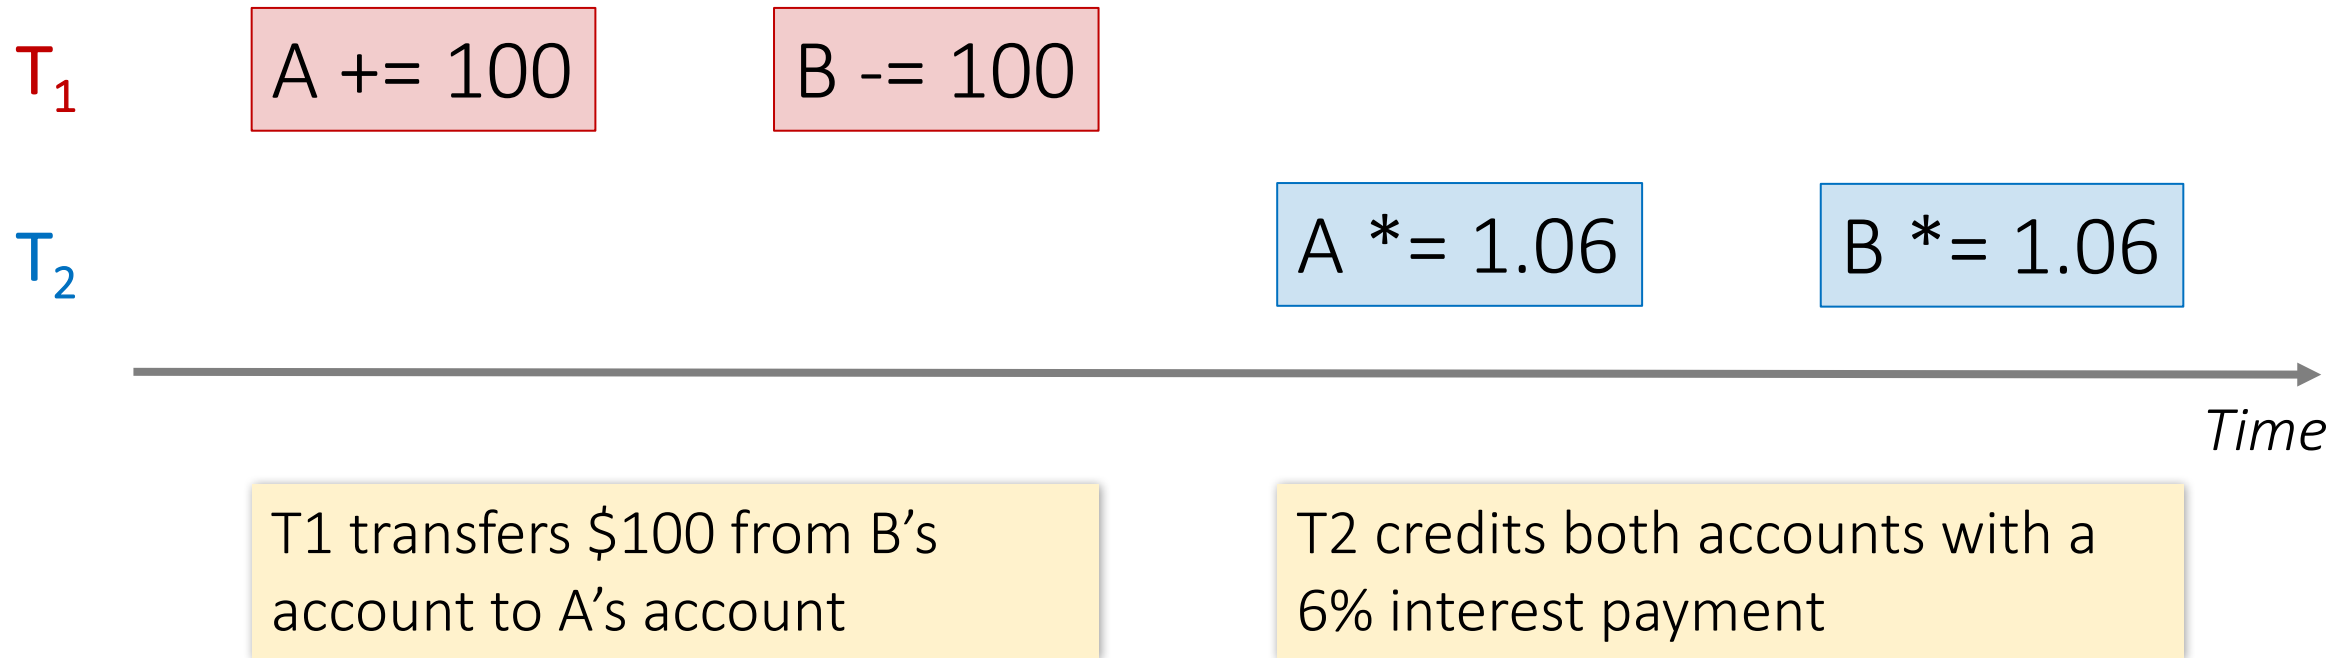 T₁ A += 100 B -= 100
T₂ A *= 1.06 B *= 1.06
Time
T1 transfers $100 from B’s
account to A’s account
T2 credits both accounts with a
6% interest payment